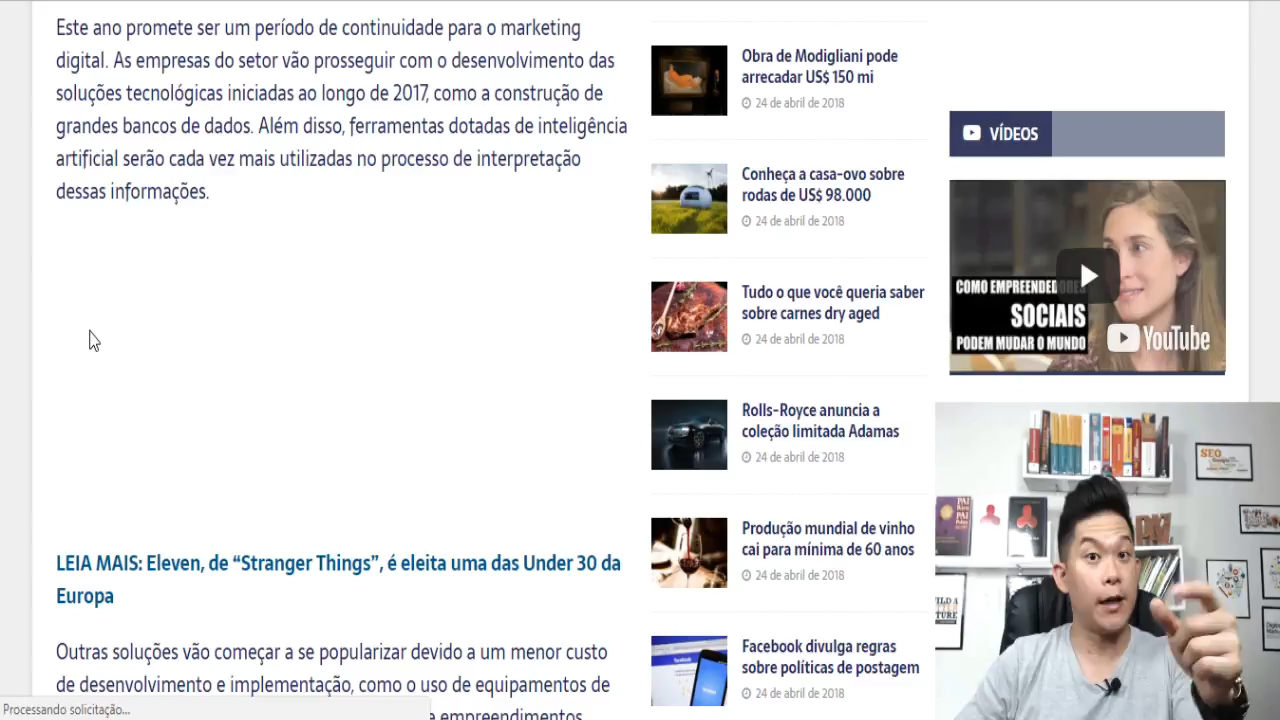 Este ano promete ser um período de continuidade para o marketing
digital. As empresas do setor vão prosseguir com o desenvolvimento das
soluções tecnológicas iniciadas ao longo de 2017, como a construção de
grandes bancos de dados. Além disso, ferramentas dotadas de inteligência
artificial serão cada vez mais utilizadas no processo de interpretação
dessas informações.
LEIA MAIS: Eleven, de “Stranger Things”, é eleita uma das Under 30 da
Europa
Outras soluções vão começar a se popularizar devido a um menor custo
de desenvolvimento e implementação, como o uso de equipamentos de
e empreendimentos
Processando solicitação...
Obra de Modigliani pode
arrecadar US$ 150 mi
24 de abril de 2018
Conheça a casa-ovo sobre
rodas de US$ 98.000
24 de abril de 2018
Tudo o que você queria saber
sobre carnes dry aged
24 de abril de 2018
Rolls-Royce anuncia a
coleção limitada Adamas
24 de abril de 2018
Produção mundial de vinho
cai para mínima de 60 anos
24 de abril de 2018
Facebook divulga regras
sobre políticas de postagem
24 de abril de 2018
VÍDEOS
COMO EMPREENDEDORES
SOCIAIS
PODEM MUDAR O MUNDO
YouTube
SEO
PAI
PAI